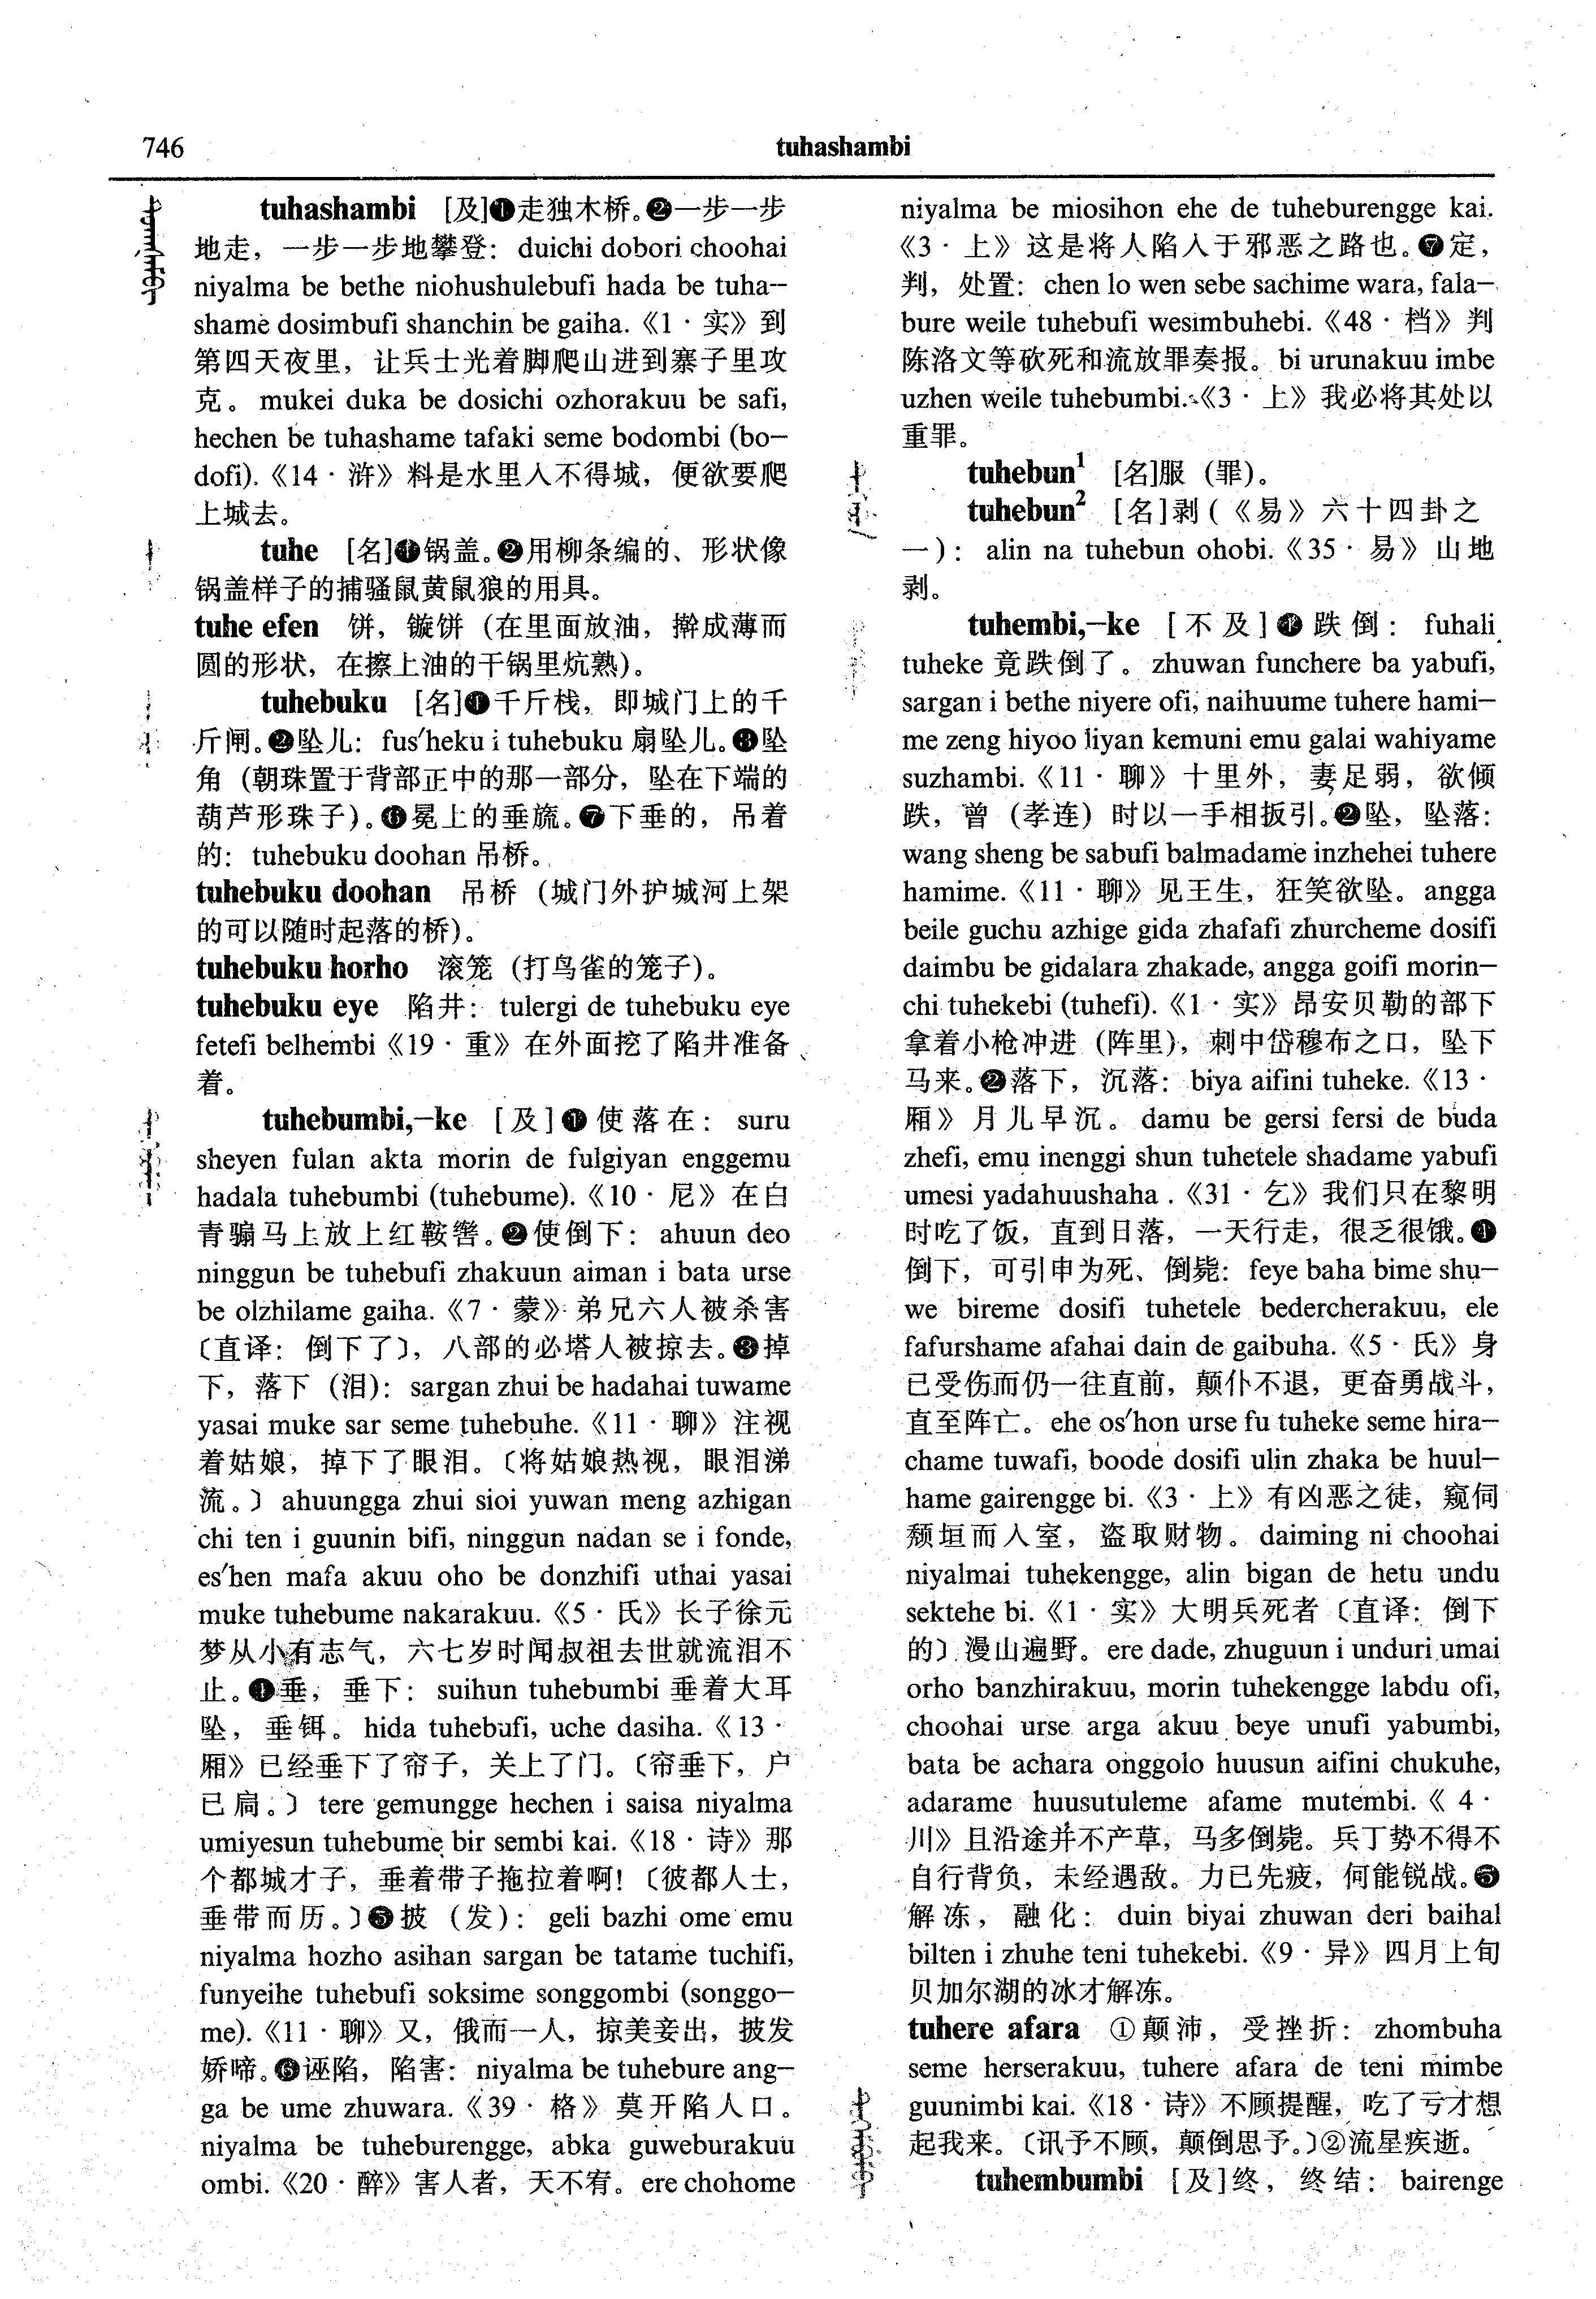 746
tuhashambi
tuhashambi [及]❶走独木桥。❷一步一步
地走，一步一步地攀登：duichi dobori choohai
niyalma be bethe niohushulebufi hada be tuha-
shame dosimbufi shanchin be gaiha.《1·实》到
第四天夜里，让兵士光着脚爬山进到寨子里攻
克。mukei duka be dosichi ozhorakuu be safi,
hechen be tuhashame tafaki seme bodombi (bo-
dofi).《14·浒》料是水里人不得城，便欲要爬
上城去。
tuhe [名]❶锅盖。❷用柳条编的、形状像
锅盖样子的捕骚鼠黄鼠狼的用具。
tuhe efen 饼，镟饼（在里面放油，擀成薄而
圆的形状，在擦上油的干锅里炕熟）。
tuhebuku [名]❶千斤栈，即城门上的千
斤闸。❷坠儿：fus'heku i tuhebuku 扇坠儿。❸坠
角（朝珠置于背部正中的那一部分，坠在下端的
葫芦形珠子）。❻冕上的垂旒。❼下垂的，吊着
的：tuhebuku doohan 吊桥。
tuhebuku doohan 吊桥（城门外护城河上架
的可以随时起落的桥）。
tuhebuku horho 滚笼（打鸟雀的笼子）。
tuhebuku eye 陷井：tulergi de tuhebuku eye
fetefi belhembi《19·重》在外面挖了陷井准备
着。
tuhebumbi,-ke [及]❶使落在：suru
sheyen fulan akta morin de fulgiyan enggemu
hadala tuhebumbi (tuhebume).《10·尼》在白
青骟马上放上红鞍辔。❷使倒下：ahuun deo
ninggun be tuhebufi zhakuun aiman i bata urse
be olzhilame gaiha.《7·蒙》弟兄六人被杀害
〔直译：倒下了〕，八部的必塔人被掠去。❸掉
下，落下（泪）：sargan zhui be hadahai tuwame
yasai muke sar seme tuhebuhe.《11·聊》注视
着姑娘，掉下了眼泪。〔将姑娘热视，眼泪涕
流。〕ahuungga zhui sioi yuwan meng azhigan
chi ten i guunin bifi, ninggun nadan se i fonde,
es'hen mafa akuu oho be donzhifi uthai yasai
muke tuhebume nakarakuu.《5·氏》长子徐元
梦从小有志气，六七岁时闻叔祖去世就流泪不
止。❹垂，垂下：suihun tuhebumbi 垂着大耳
坠，垂饵。hida tuhebufi, uche dasiha.《13·
厢》已经垂下了帘子，关上了门。〔帘垂下，户
已扃。〕tere gemungge hechen i saisa niyalma
umiyesun tuhebume bir sembi kai.《18·诗》那
个都城才子，垂着带子拖拉着啊！〔彼都人士，
垂带而历。〕❺披（发）：geli bazhi ome emu
niyalma hozho asihan sargan be tatame tuchifi,
funyeihe tuhebufi soksime songgombi (songgo-
me).《11·聊》又，俄而一人，掠美妾出，披发
娇啼。❻诬陷，陷害：niyalma be tuhebure ang-
ga be ume zhuwara.《39·格》莫开陷人口。
niyalma be tuheburengge, abka guweburakuu
ombi.《20·醉》害人者，天不宥。ere chohome
niyalma be miosihon ehe de tuheburengge kai.
《3·上》这是将人陷入于邪恶之路也。❼定，
判，处置：chen lo wen sebe sachime wara, fala-
bure weile tuhebufi wesimbuhebi.《48·档》判
陈洛文等砍死和流放罪奏报。bi urunakuu imbe
uzhen weile tuhebumbi.《3·上》我必将其处以
重罪。
tuhebun¹ [名]服（罪）。
tuhebun² [名]剥（《易》六十四卦之
一）：alin na tuhebun ohobi.《35·易》山地
剥。
tuhembi,-ke [不及]❶跌倒：fuhali
tuheke 竟跌倒了。zhuwan funchere ba yabufi,
sargan i bethe niyere ofi, naihuume tuhere hami-
me zeng hiyoo liyan kemuni emu galai wahiyame
suzhambi.《11·聊》十里外，妻足弱，欲倾
跌，曾（孝连）时以一手相扳引。❷坠，坠落：
wang sheng be sabufi balmadame inzhehei tuhere
hamime.《11·聊》见王生，狂笑欲坠。angga
beile guchu azhige gida zhafafi zhurcheme dosifi
daimbu be gidalara zhakade, angga goifi morin-
chi tuhekebi (tuhefi).《1·实》昂安贝勒的部下
拿着小枪冲进（阵里），刺中岱穆布之口，坠下
马来。❷落下，沉落：biya aifini tuheke.《13·
厢》月儿早沉。damu be gersi fersi de buda
zhefi, emu inenggi shun tuhetele shadame yabufi
umesi yadahuushaha.《31·乞》我们只在黎明
时吃了饭，直到日落，一天行走，很乏很饿。❹
倒下，可引申为死、倒毙：feye baha bime shu-
we bireme dosifi tuhetele bedercherakuu, ele
fafurshame afahai dain de gaibuha.《5·氏》身
已受伤而仍一往直前，颠仆不退，更奋勇战斗，
直至阵亡。ehe os'hon urse fu tuheke seme hira-
chame tuwafi, boode dosifi ulin zhaka be huul-
hame gairengge bi.《3·上》有凶恶之徒，窥伺
颓垣而入室，盗取财物。daiming ni choohai
niyalmai tuhekengge, alin bigan de hetu undu
sektehe bi.《1·实》大明兵死者〔直译：倒下
的〕漫山遍野。ere dade, zhuguun i unduri umai
orho banzhirakuu, morin tuhekengge labdu ofi,
choohai urse arga akuu beye unufi yabumbi,
bata be achara onggolo huusun aifini chukuhe,
adarame huusutuleme afame mutembi.《4·
川》且沿途并不产草，马多倒毙。兵丁势不得不
自行背负，未经遇敌。力已先疲，何能锐战。❺
解冻，融化：duin biyai zhuwan deri baihal
bilten i zhuhe teni tuhekebi.《9·异》四月上旬
贝加尔湖的冰才解冻。
tuhere afara ①颠沛，受挫折：zhombuha
seme herserakuu, tuhere afara de teni mimbe
guunimbi kai.《18·诗》不顾提醒，吃了亏才想
起我来。〔讯予不顾，颠倒思予。〕②流星疾逝。
tuhembumbi [及]终，终结：bairenge